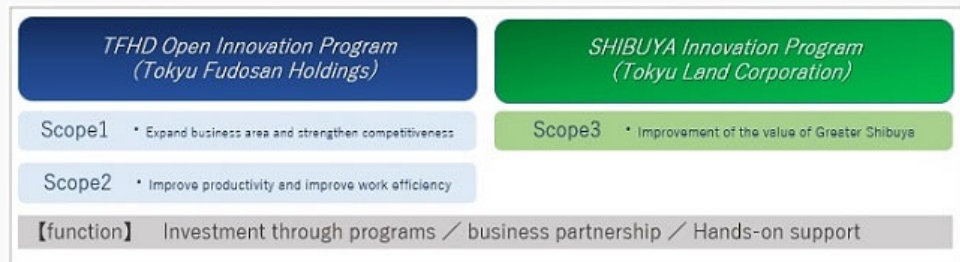 TFHD Open Innovation Program
(Tokyu Fudosan Holdings)
SHIBUYA Innovation Program
(Tokyu Land Corporation)
Scope1 ・Expand business area and strengthen competitiveness
Scope3 ・Improvement of the value of Greater Shibuya
Scope2 ・Improve productivity and improve work efficiency
【function】 Investment through programs ／ business partnership ／ Hands-on support